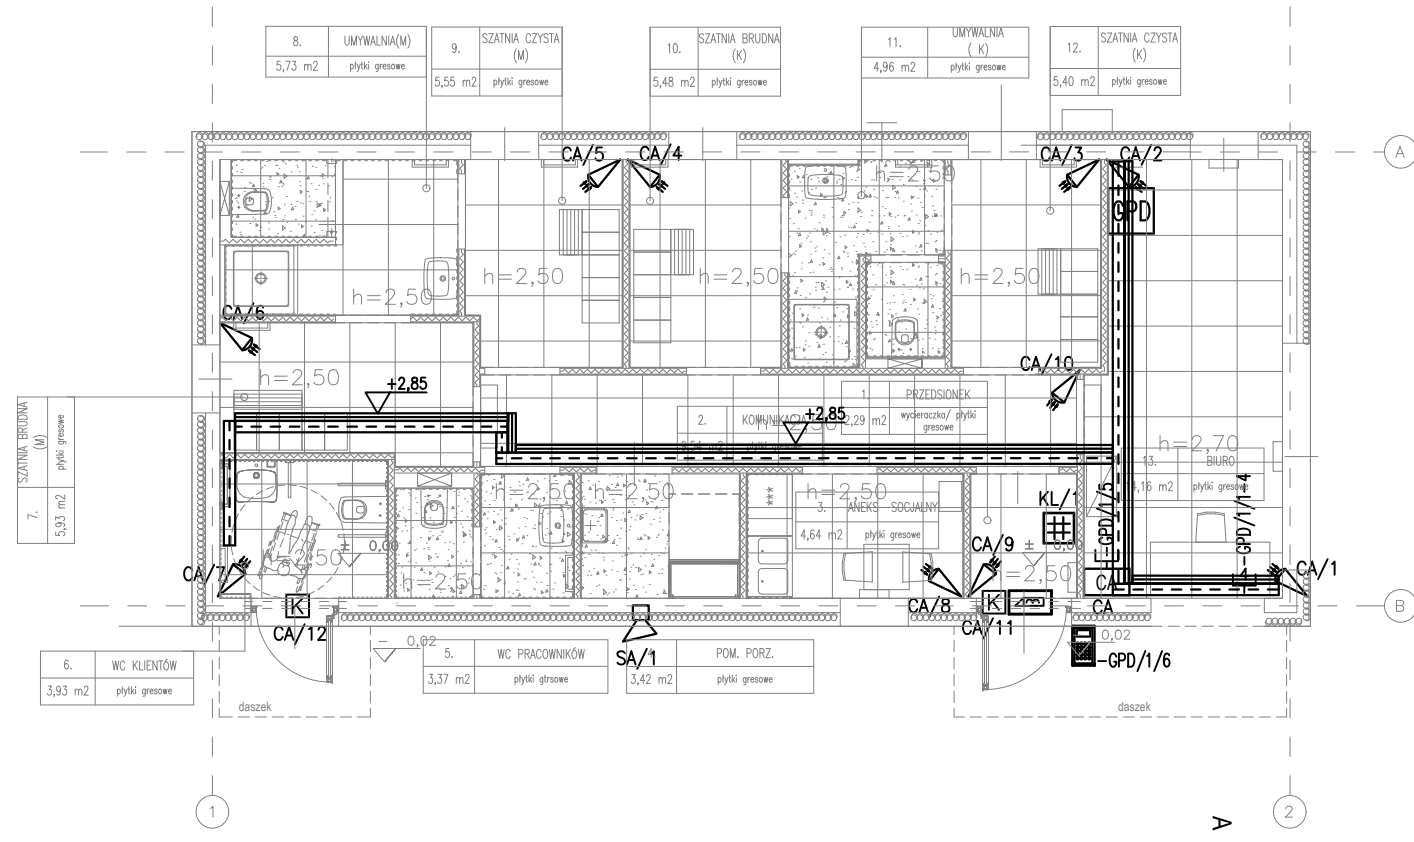 8. UMYWALNIA(M)
5,73 m2 płytki gresowe
9. SZATNIA CZYSTA
(M)
5,55 m2 płytki gresowe
10. SZATNIA BRUDNA
(K)
5,48 m2 płytki gresowe
11. UMYWALNIA
( K)
4,96 m2 płytki gresowe
12. SZATNIA CZYSTA
(K)
5,40 m2 płytki gresowe
A
CA/5
CA/4
CA/3
CA/2
h=2,50
GPD
h=2,50
h=2,50
h=2,50
h=2,50
CA/6
h=2,50
+2,85
CA/10
1. PRZEDSIONEK
2,29 m2 wycieraczka/ płytki
gresowe
2. KOMUNIKACJA
płytki gresowe
+2,85
h=2,70
13. BIURO
płytki gresowe
7. SZATNIA BRUDNA
(M)
5,93 m2 płytki gresowe
h=2,50
h=2,50
h=2,50
***
3. ANEKS SOCJALNY
4,64 m2 płytki gresowe
KL/1
-GPD/1/5
-GPD/1/1-4
4
± 0,00
h=2,50
CA/7
CA/8
CA/9
=2,50
CA
CA
CA/1
B
K
CA/12
K
CA/11
SA/1
− 0,02
0,02
-GPD/1/6
6. WC KLIENTÓW
3,93 m2 płytki gresowe
5. WC PRACOWNIKÓW
3,37 m2 płytki gtrsowe
POM. PORZ.
3,42 m2 płytki gresowe
daszek
daszek
1
2
A